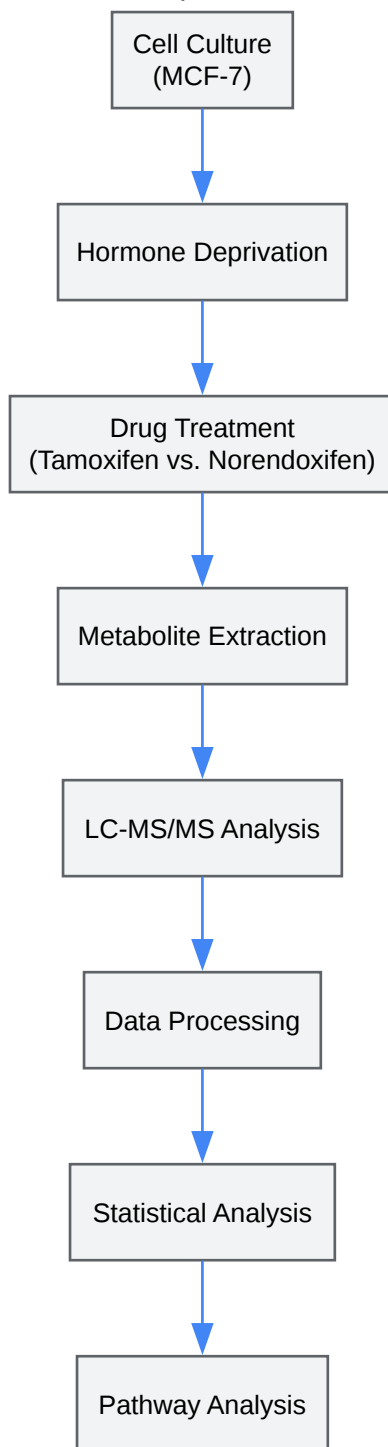 Cell Culture
(MCF-7)
Hormone Deprivation
Drug Treatment
(Tamoxifen vs. Norendoxifen)
Metabolite Extraction
LC-MS/MS Analysis
Data Processing
Statistical Analysis
Pathway Analysis